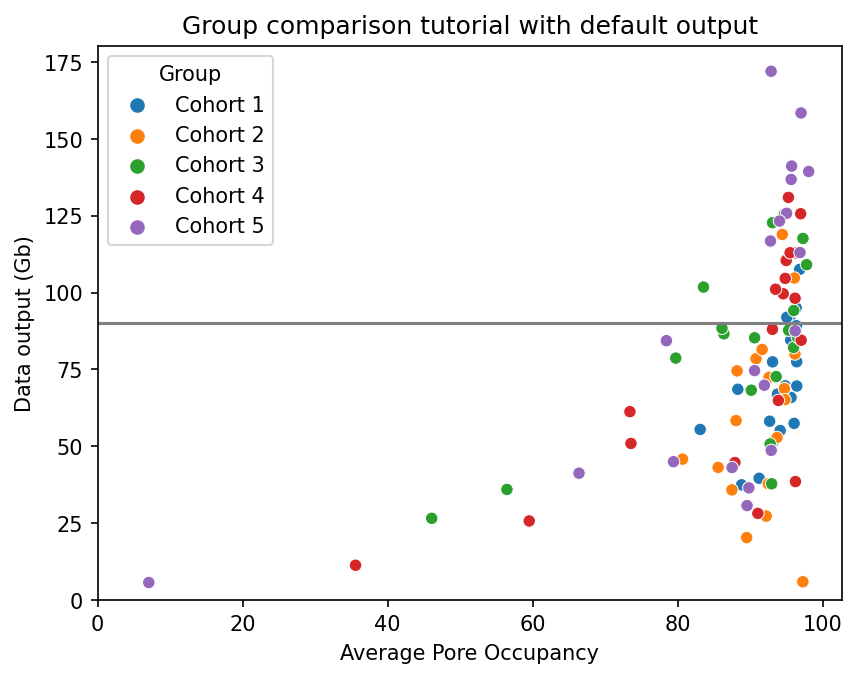 Group comparison tutorial with default output
Data output (Gb)
175
150
125
100
75
50
25
0
Group
Cohort 1
Cohort 2
Cohort 3
Cohort 4
Cohort 5
0 20 40 60 80 100
Average Pore Occupancy